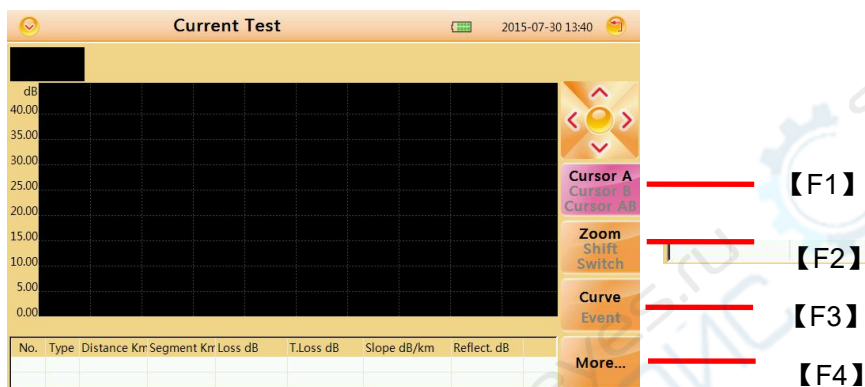 Current Test
2015-07-30 13:40
dB
40.00
35.00
30.00
25.00
20.00
15.00
10.00
5.00
0.00
Cursor A
Cursor B
Cursor AB
Zoom
Shift
Switch
Curve
Event
More...
【F1】
【F2】
【F3】
【F4】
No. Type Distance Km Segment Km Loss dB T.Loss dB Slope dB/km Reflect. dB